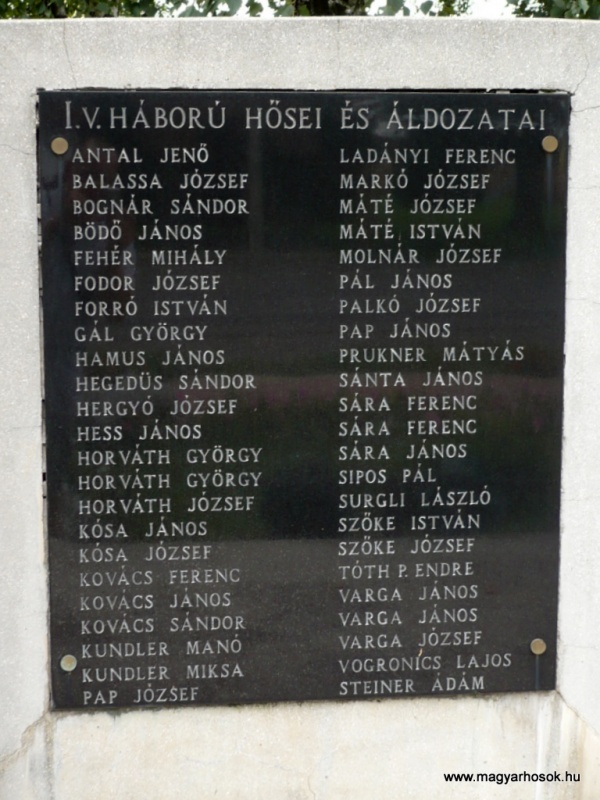 I.V. HÁBORÚ HŐSEI ÉS ÁLDOZATAI
ANTAL JENŐ
BALASSA JÓZSEF
BOGNÁR SÁNDOR
BÖDŐ JÁNOS
FEHÉR MIHÁLY
FODOR JÓZSEF
FORRÓ ISTVÁN
GÁL GYÖRGY
HAMUS JÁNOS
HEGEDÜS SÁNDOR
HERGYÓ JÓZSEF
HESS JÁNOS
HORVÁTH GYÖRGY
HORVÁTH GYÖRGY
HORVÁTH JÓZSEF
KÓSA JÁNOS
KÓSA JÓZSEF
KOVÁCS FERENC
KOVÁCS JÁNOS
KOVÁCS SÁNDOR
KUNDLER MANÓ
KUNDLER MIKSA
PAP JÓZSEF
LADÁNYI FERENC
MARKÓ JÓZSEF
MÁTÉ JÓZSEF
MÁTÉ ISTVÁN
MOLNÁR JÓZSEF
PÁL JÁNOS
PALKÓ JÓZSEF
PAP JÁNOS
PRUKNER MÁTYÁS
SÁNTA JÁNOS
SÁRA FERENC
SÁRA FERENC
SÁRA JÁNOS
SIPOS PÁL
SURGLI LÁSZLÓ
SZŐKE ISTVÁN
SZŐKE JÓZSEF
TÓTH P. ENDRE
VARGA JÁNOS
VARGA JÁNOS
VARGA JÓZSEF
VOGRONICS LAJOS
STEINER ÁDÁM
www.magyarhosok.hu